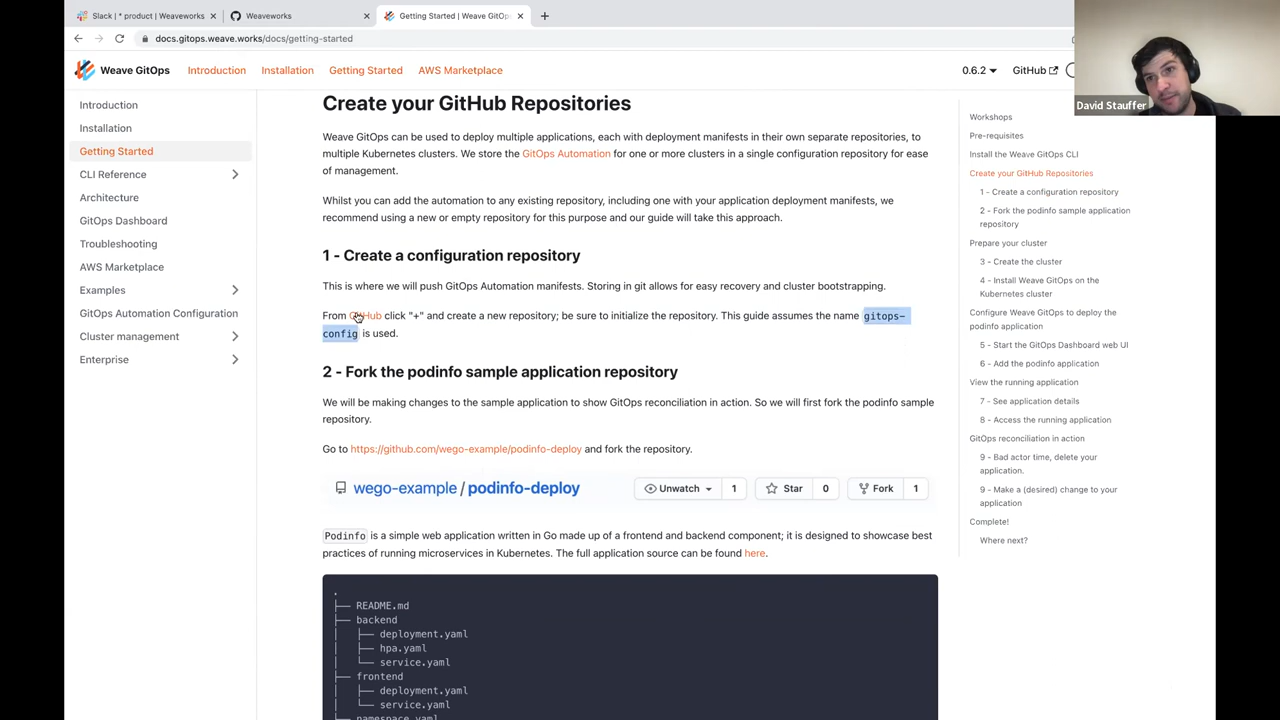 Slack | * product | Weaveworks
Weaveworks
Getting Started | Weave GitOps
docs.gitops.weave.works/docs/getting-started
Weave GitOps
Introduction
Installation
Getting Started
AWS Marketplace
0.6.2
GitHub
David Stauffer
Introduction
Installation
Getting Started
CLI Reference
Architecture
GitOps Dashboard
Troubleshooting
AWS Marketplace
Examples
GitOps Automation Configuration
Cluster management
Enterprise
Create your GitHub Repositories
Weave GitOps can be used to deploy multiple applications, each with deployment manifests in their own separate repositories, to
multiple Kubernetes clusters. We store the GitOps Automation for one or more clusters in a single configuration repository for ease
of management.
Whilst you can add the automation to any existing repository, including one with your application deployment manifests, we
recommend using a new or empty repository for this purpose and our guide will take this approach.
1 - Create a configuration repository
This is where we will push GitOps Automation manifests. Storing in git allows for easy recovery and cluster bootstrapping.
From GitHub click "+" and create a new repository; be sure to initialize the repository. This guide assumes the name gitops-
config is used.
2 - Fork the podinfo sample application repository
We will be making changes to the sample application to show GitOps reconciliation in action. So we will first fork the podinfo sample
repository.
Go to https://github.com/wego-example/podinfo-deploy and fork the repository.
wego-example / podinfo-deploy
Unwatch 1
Star 0
Fork 1
Podinfo is a simple web application written in Go made up of a frontend and backend component; it is designed to showcase best
practices of running microservices in Kubernetes. The full application source can be found here.
.
├── README.md
├── backend
│   ├── deployment.yaml
│   ├── hpa.yaml
│   └── service.yaml
├── frontend
│   ├── deployment.yaml
│   └── service.yaml
├── namespace.yaml
Workshops
Pre-requisites
Install the Weave GitOps CLI
Create your GitHub Repositories
1 - Create a configuration repository
2 - Fork the podinfo sample application
repository
Prepare your cluster
3 - Create the cluster
4 - Install Weave GitOps on the
Kubernetes cluster
Configure Weave GitOps to deploy the
podinfo application
5 - Start the GitOps Dashboard web UI
6 - Add the podinfo application
View the running application
7 - See application details
8 - Access the running application
GitOps reconciliation in action
9 - Bad actor time, delete your
application.
9 - Make a (desired) change to your
application
Complete!
Where next?